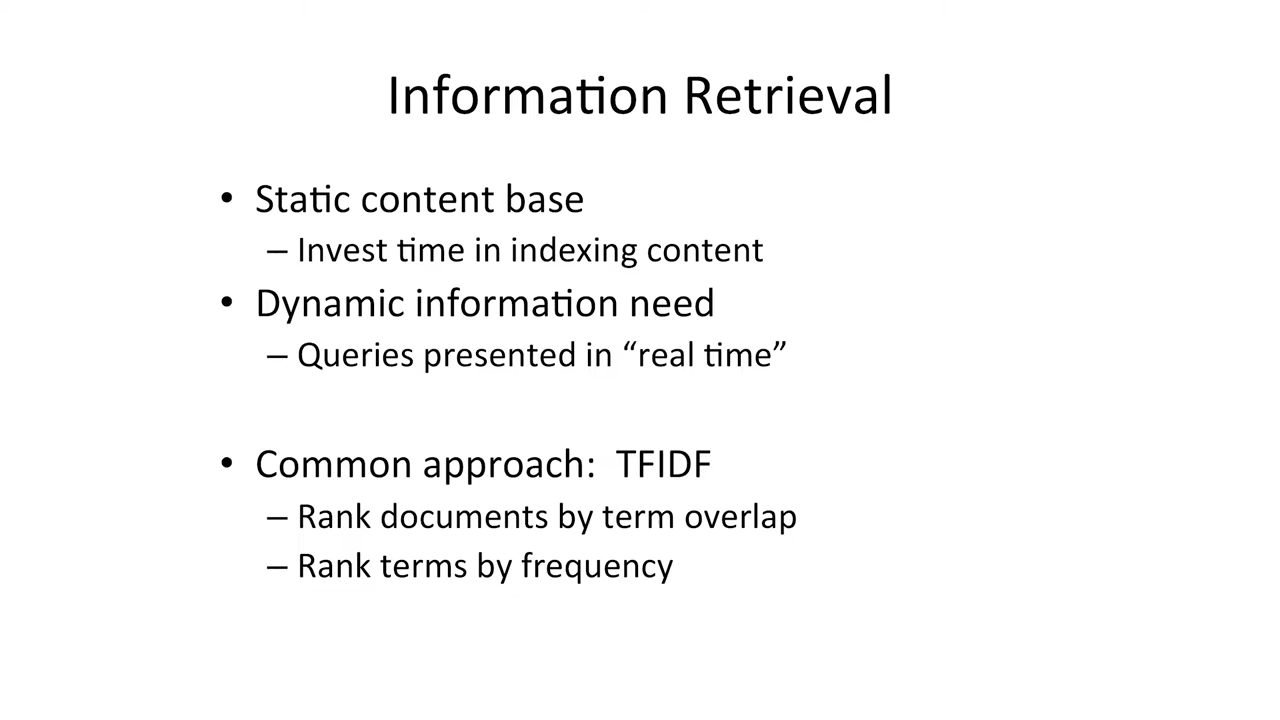 Information Retrieval
• Static content base
– Invest time in indexing content
• Dynamic information need
– Queries presented in “real time”
• Common approach:  TFIDF
– Rank documents by term overlap
– Rank terms by frequency